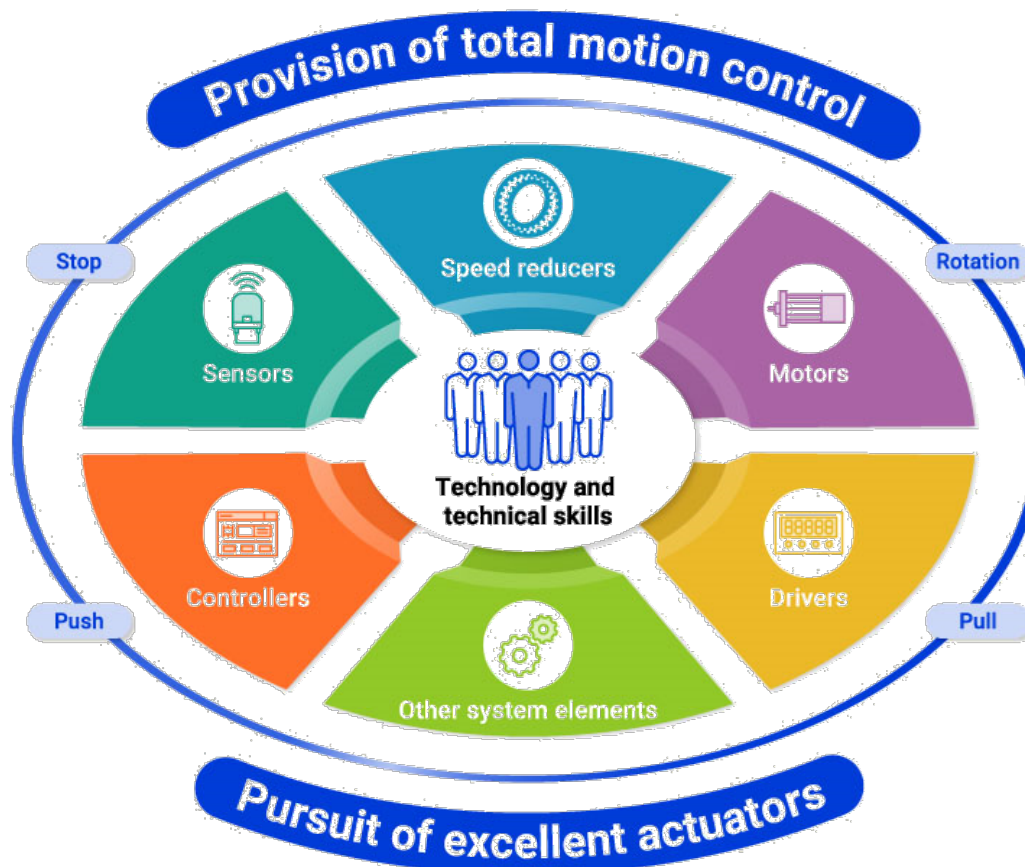 Provision of total motion control
Speed reducers
Stop
Rotation
Sensors
Motors
Technology and
technical skills
Controllers
Drivers
Push
Pull
Other system elements
Pursuit of excellent actuators